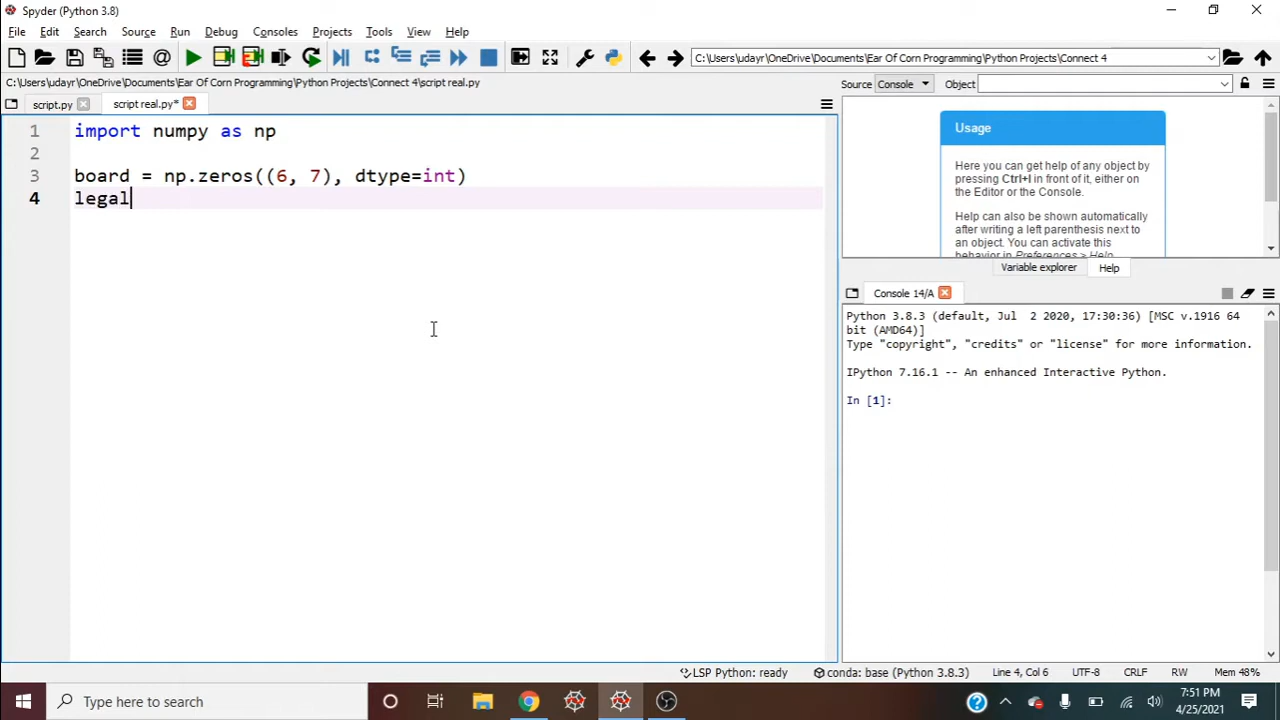 Spyder (Python 3.8)
File Edit Search Source Run Debug Consoles Projects Tools View Help
C:\Users\udayr\OneDrive\Documents\Ear Of Corn Programming\Python Projects\Connect 4
C:\Users\udayr\OneDrive\Documents\Ear Of Corn Programming\Python Projects\Connect 4\script real.py
Source Console Object
script.py script real.py*
1 import numpy as np
2
3 board = np.zeros((6, 7), dtype=int)
4 legal
Usage
Here you can get help of any object by
pressing Ctrl+I in front of it, either on
the Editor or the Console.
Help can also be shown automatically
after writing a left parenthesis next to
an object. You can activate this
behavior in Preferences > Help.
Variable explorer Help
Console 14/A
Python 3.8.3 (default, Jul 2 2020, 17:30:36) [MSC v.1916 64
bit (AMD64)]
Type "copyright", "credits" or "license" for more information.
IPython 7.16.1 -- An enhanced Interactive Python.
In [1]:
LSP Python: ready conda: base (Python 3.8.3) Line 4, Col 6 UTF-8 CRLF RW Mem 48%
Type here to search
7:51 PM
4/25/2021